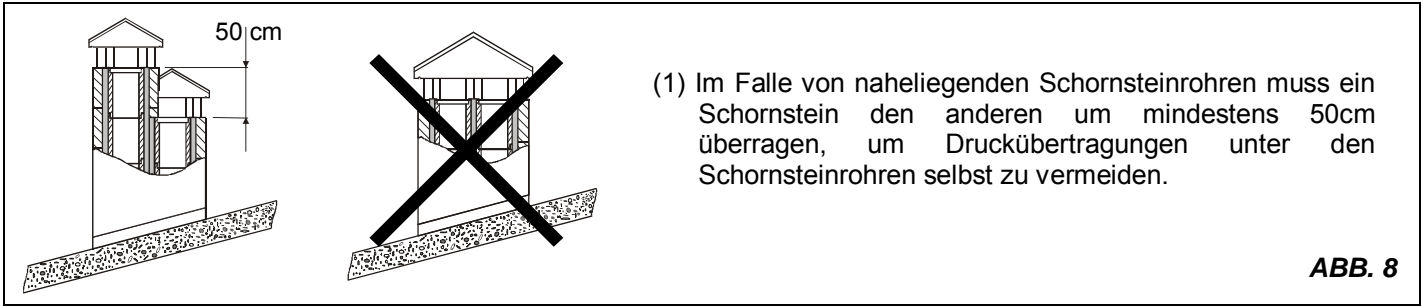 50 cm
(1) Im Falle von naheliegenden Schornsteinrohren muss ein
Schornstein den anderen um mindestens 50cm
überragen, um Druckübertragungen unter den
Schornsteinrohren selbst zu vermeiden.
ABB. 8